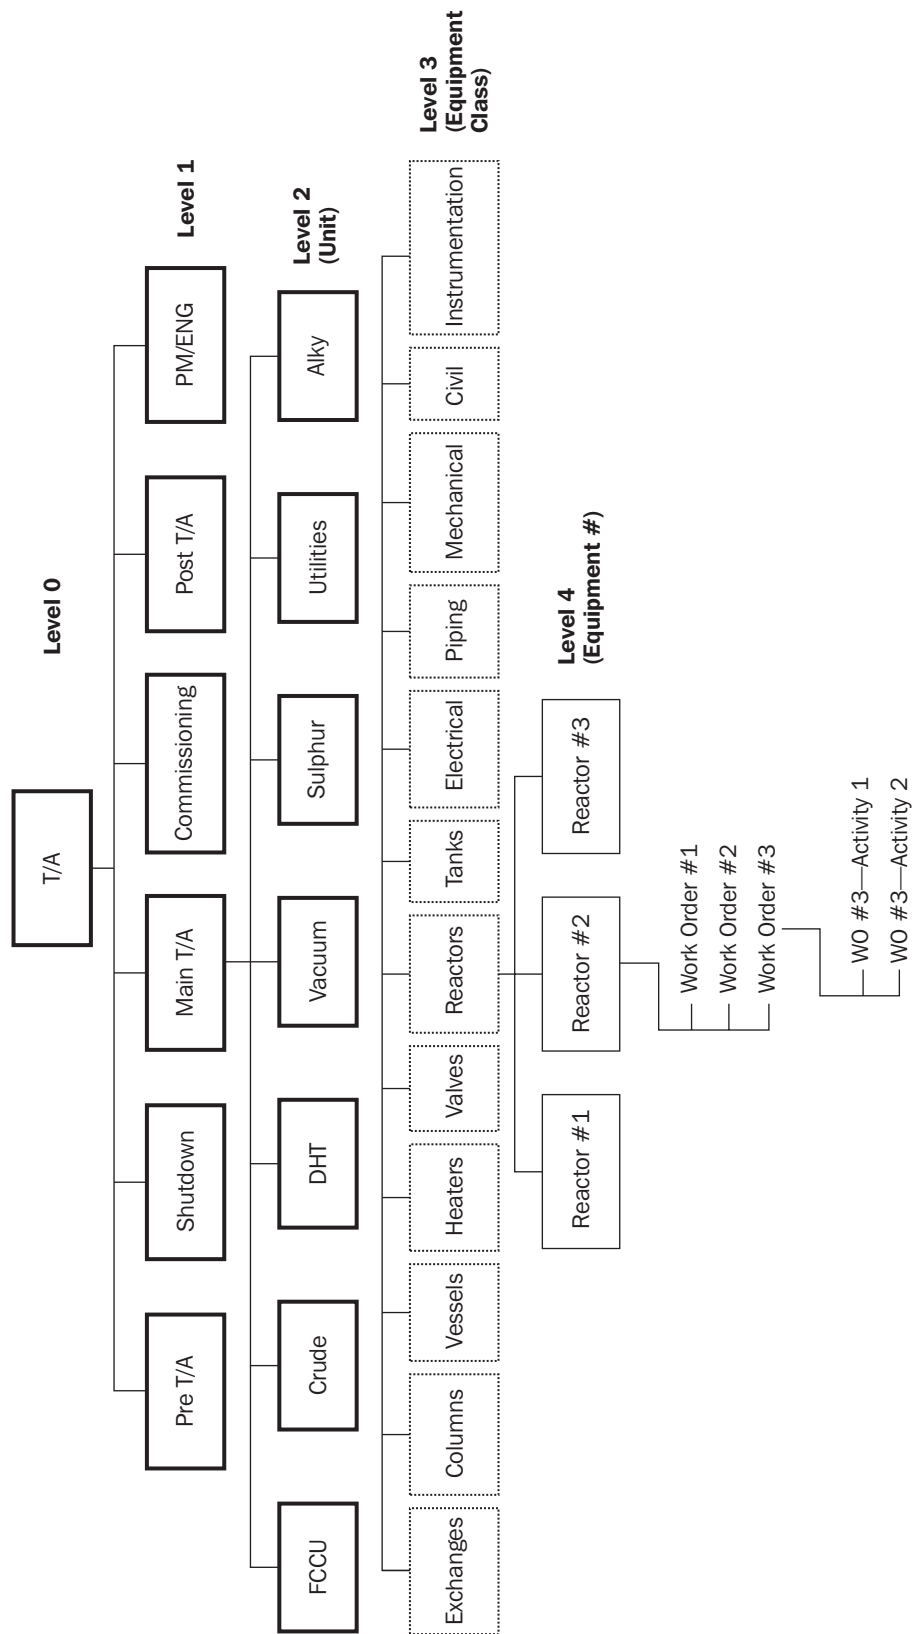 Level 0
T/A
Level 1
Pre T/A
Shutdown
Main T/A
Commissioning
Post T/A
PM/ENG
Level 2
(Unit)
FCCU
Crude
DHT
Vacuum
Sulphur
Utilities
Alky
Level 3
(Equipment
Class)
Exchanges
Columns
Vessels
Heaters
Valves
Reactors
Tanks
Electrical
Piping
Mechanical
Civil
Instrumentation
Level 4
(Equipment #)
Reactor #1
Reactor #2
Reactor #3
Work Order #1
Work Order #2
Work Order #3
WO #3—Activity 1
WO #3—Activity 2